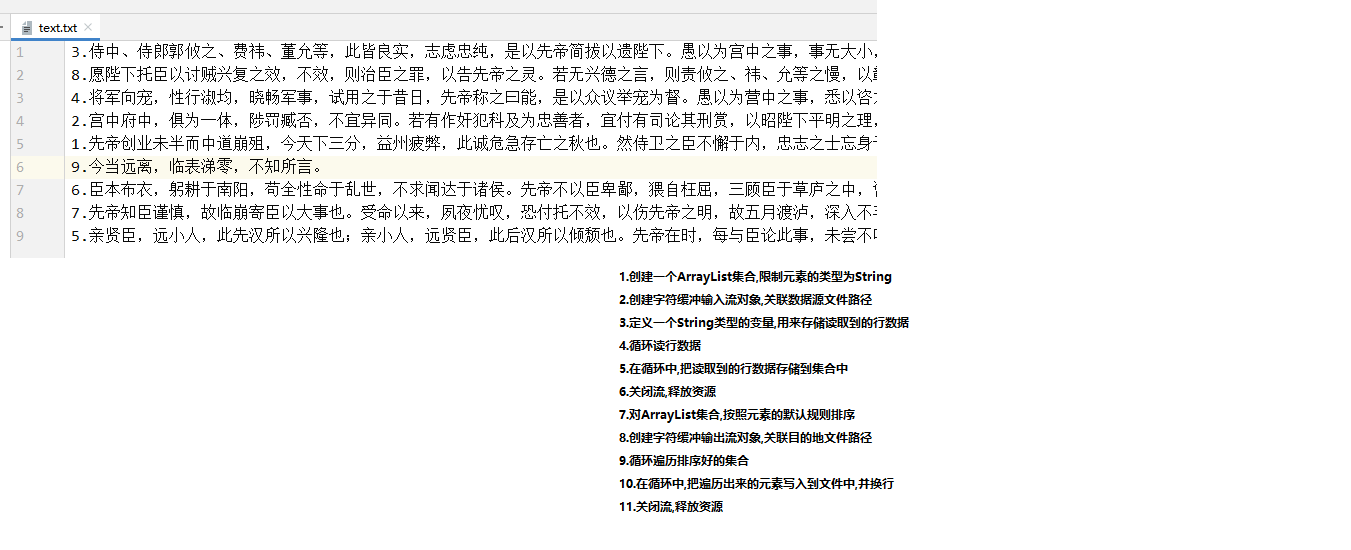 text.txt
1 3.侍中、侍郎郭攸之、费祎、董允等，此皆良实，志虑忠纯，是以先帝简拔以遗陛下。愚以为宫中之事，事无大小，
2 8.愿陛下托臣以讨贼兴复之效，不效，则治臣之罪，以告先帝之灵。若无兴德之言，则责攸之、祎、允等之慢，以
3 4.将军向宠，性行淑均，晓畅军事，试用之于昔日，先帝称之曰能，是以众议举宠为督。愚以为营中之事，悉以咨
4 2.宫中府中，俱为一体，陟罚臧否，不宜异同。若有作奸犯科及为忠善者，宜付有司论其刑赏，以昭陛下平明之理，
5 1.先帝创业未半而中道崩殂，今天下三分，益州疲弊，此诚危急存亡之秋也。然侍卫之臣不懈于内，忠志之士忘身
6 9.今当远离，临表涕零，不知所言。
7 6.臣本布衣，躬耕于南阳，苟全性命于乱世，不求闻达于诸侯。先帝不以臣卑鄙，猥自枉屈，三顾臣于草庐之中，
8 7.先帝知臣谨慎，故临崩寄臣以大事也。受命以来，夙夜忧叹，恐付托不效，以伤先帝之明，故五月渡泸，深入不
9 5.亲贤臣，远小人，此先汉所以兴隆也；亲小人，远贤臣，此后汉所以倾颓也。先帝在时，每与臣论此事，未尝不
1.创建一个ArrayList集合,限制元素的类型为String
2.创建字符缓冲输入流对象,关联数据源文件路径
3.定义一个String类型的变量,用来存储读取到的行数据
4.循环读行数据
5.在循环中,把读取到的行数据存储到集合中
6.关闭流,释放资源
7.对ArrayList集合,按照元素的默认规则排序
8.创建字符缓冲输出流对象,关联目的地文件路径
9.循环遍历排序好的集合
10.在循环中,把遍历出来的元素写入到文件中,并换行
11.关闭流,释放资源